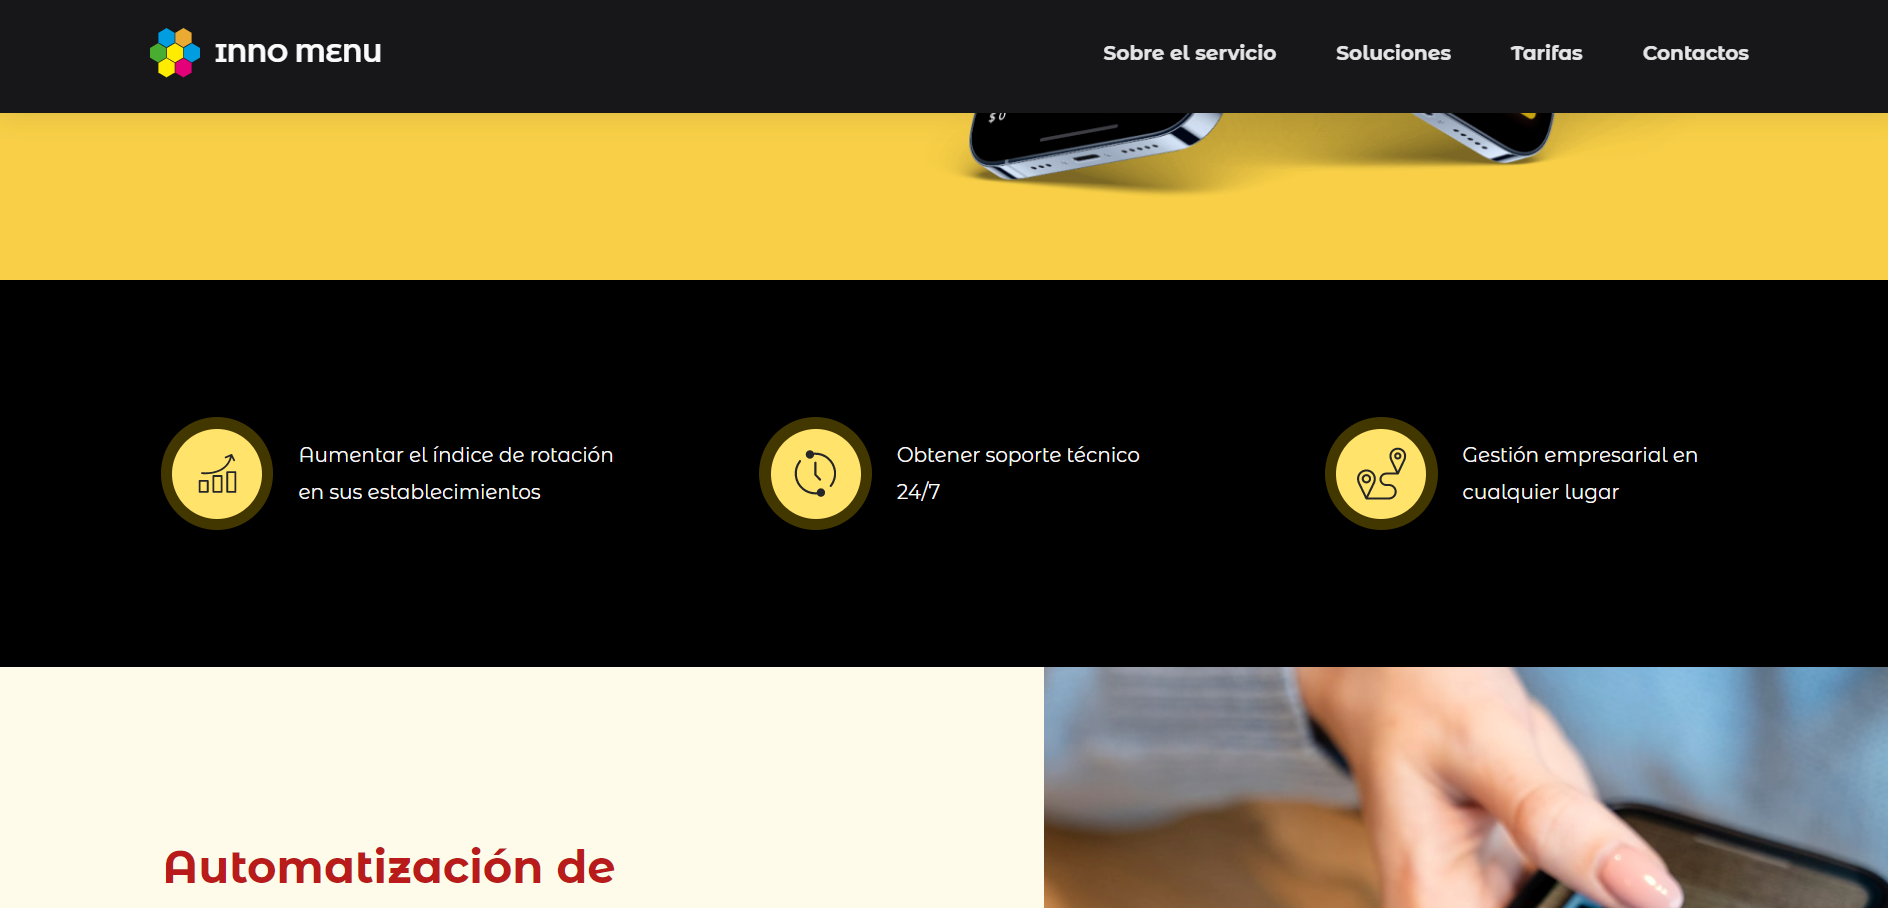 Inno menu
Sobre el servicio
Soluciones
Tarifas
Contactos
$0
Aumentar el índice de rotación
en sus establecimientos
Obtener soporte técnico
24/7
Gestión empresarial en
cualquier lugar
Automatización de